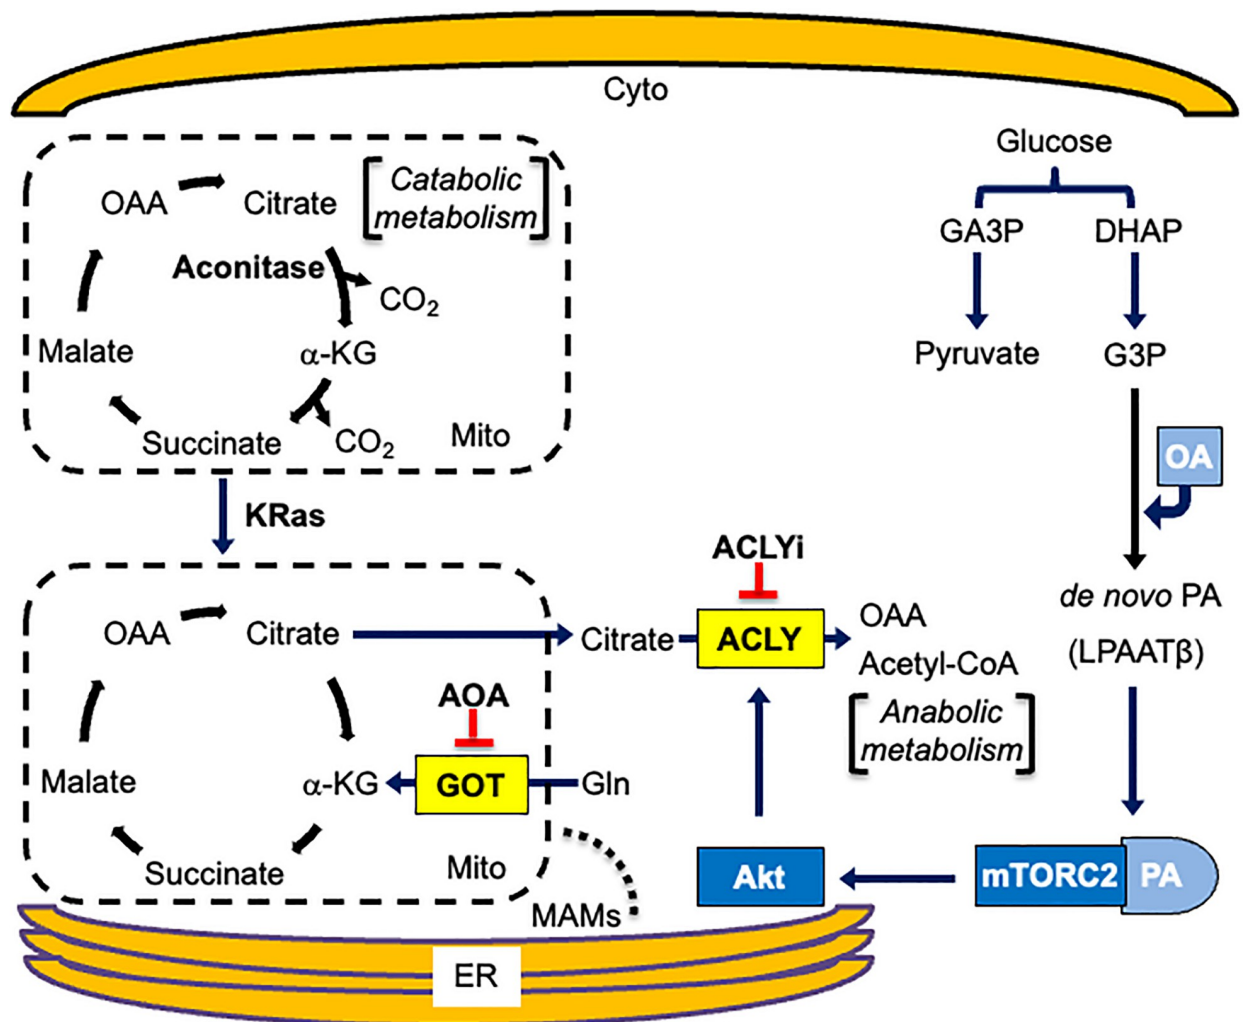 Cyto
OAA
Citrate
Catabolic
metabolism
Aconitase
CO2
Malate
α-KG
Succinate
CO2
Mito
Glucose
GA3P
DHAP
Pyruvate
G3P
OA
KRas
de novo PA
(LPAATβ)
OAA
Citrate
Citrate
ACLYi
ACLY
OAA
Acetyl-CoA
Anabolic
metabolism
AOA
Malate
α-KG
GOT
Gln
Succinate
Mito
MAMs
Akt
mTORC2
PA
ER